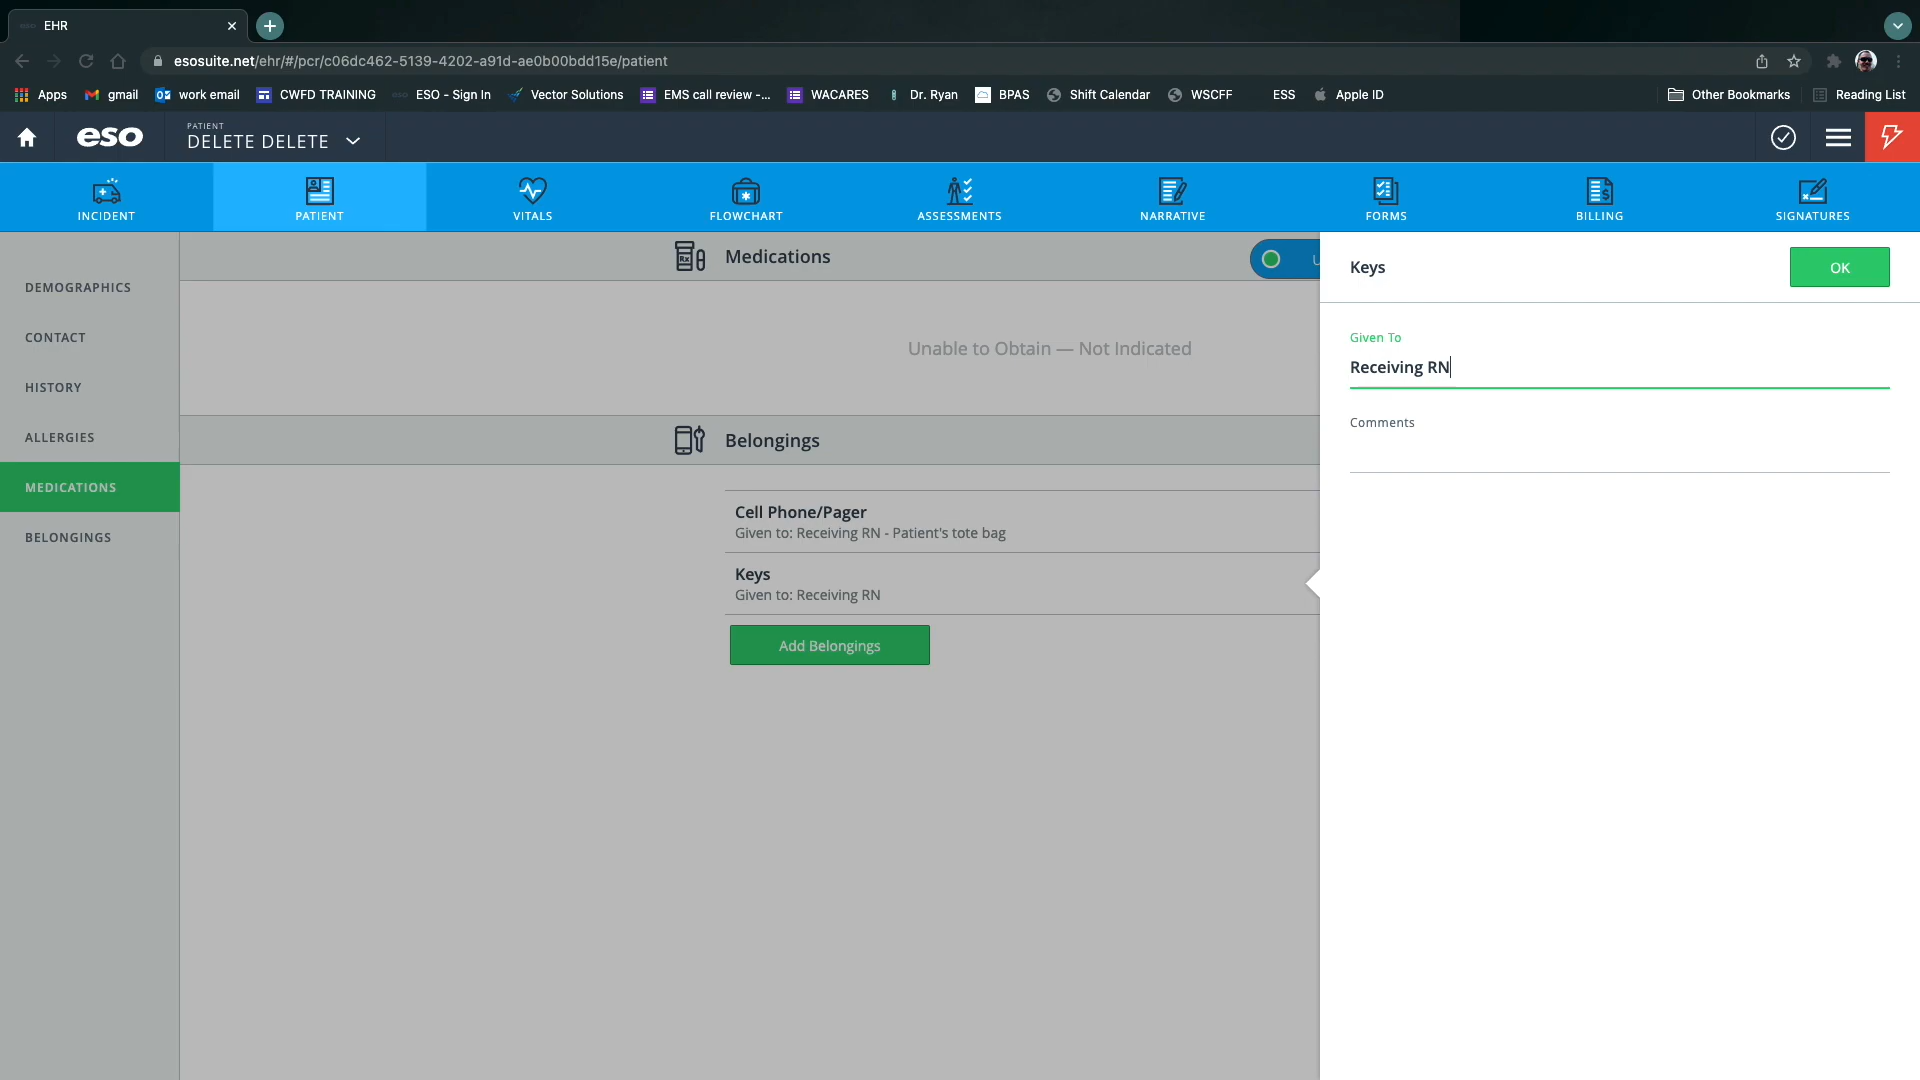 EHR
esosuite.net/ehr/#/pcr/c06dc462-5139-4202-a91d-ae0b00bdd15e/patient
Apps gmail work email CWFD TRAINING ESO - Sign In Vector Solutions EMS call review -... WACARES Dr. Ryan BPAS Shift Calendar WSCFF ESS Apple ID Other Bookmarks Reading List
eso
PATIENT
DELETE DELETE
INCIDENT PATIENT VITALS FLOWCHART ASSESSMENTS NARRATIVE FORMS BILLING SIGNATURES
DEMOGRAPHICS
CONTACT
HISTORY
ALLERGIES
MEDICATIONS
BELONGINGS
Rx
Medications
U
Unable to Obtain — Not Indicated
Belongings
Cell Phone/Pager
Given to: Receiving RN - Patient's tote bag
Keys
Given to: Receiving RN
Add Belongings
Keys
OK
Given To
Receiving RN
Comments